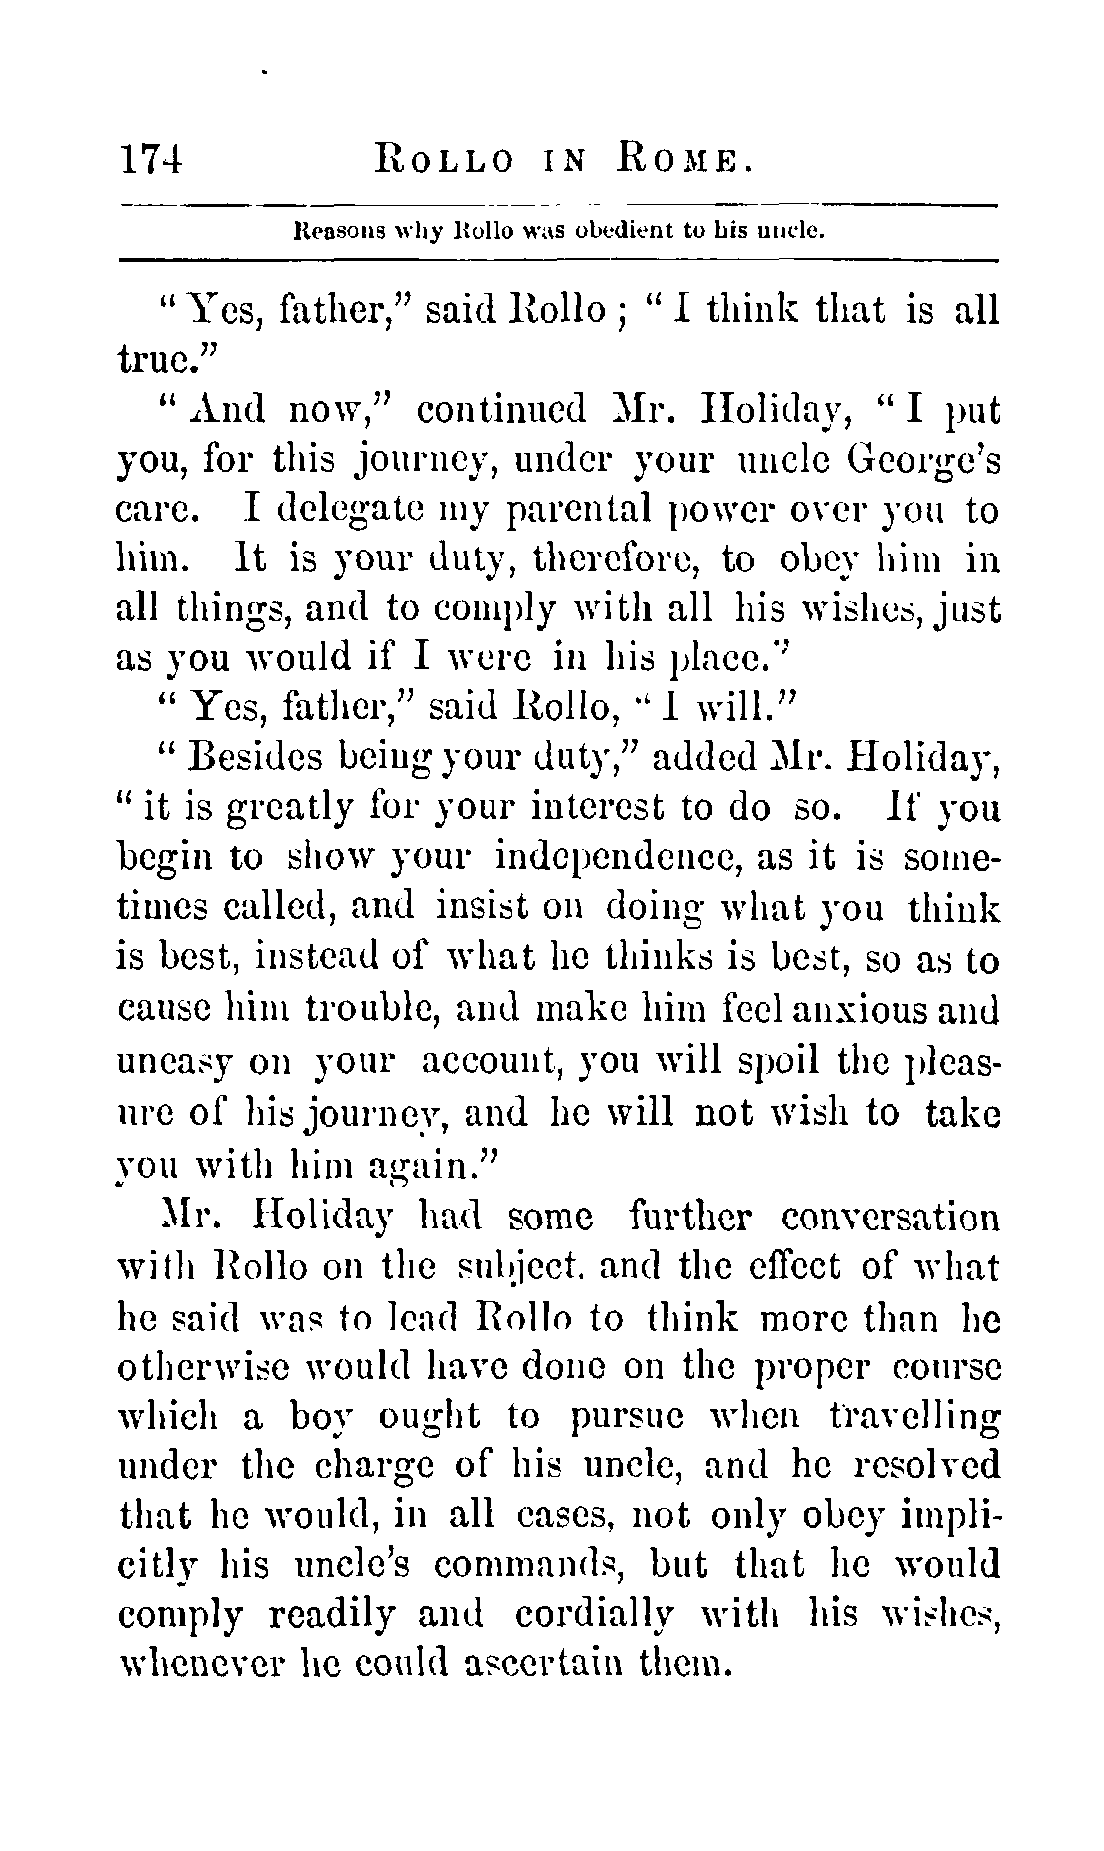 174 ROLLO IN ROME.
Reasons why Rollo was obedient to his uncle.
"Yes, father," said Rollo; "I think that is all
true."
"And now," continued Mr. Holiday, "I put
you, for this journey, under your uncle George's
care. I delegate my parental power over you to
him. It is your duty, therefore, to obey him in
all things, and to comply with all his wishes, just
as you would if I were in his place."
"Yes, father," said Rollo, "I will."
"Besides being your duty," added Mr. Holiday,
"it is greatly for your interest to do so. If you
begin to show your independence, as it is some-
times called, and insist on doing what you think
is best, instead of what he thinks is best, so as to
cause him trouble, and make him feel anxious and
uneasy on your account, you will spoil the pleas-
ure of his journey, and he will not wish to take
you with him again."
Mr. Holiday had some further conversation
with Rollo on the subject, and the effect of what
he said was to lead Rollo to think more than he
otherwise would have done on the proper course
which a boy ought to pursue when travelling
under the charge of his uncle, and he resolved
that he would, in all cases, not only obey impli-
citly his uncle's commands, but that he would
comply readily and cordially with his wishes,
whenever he could ascertain them.